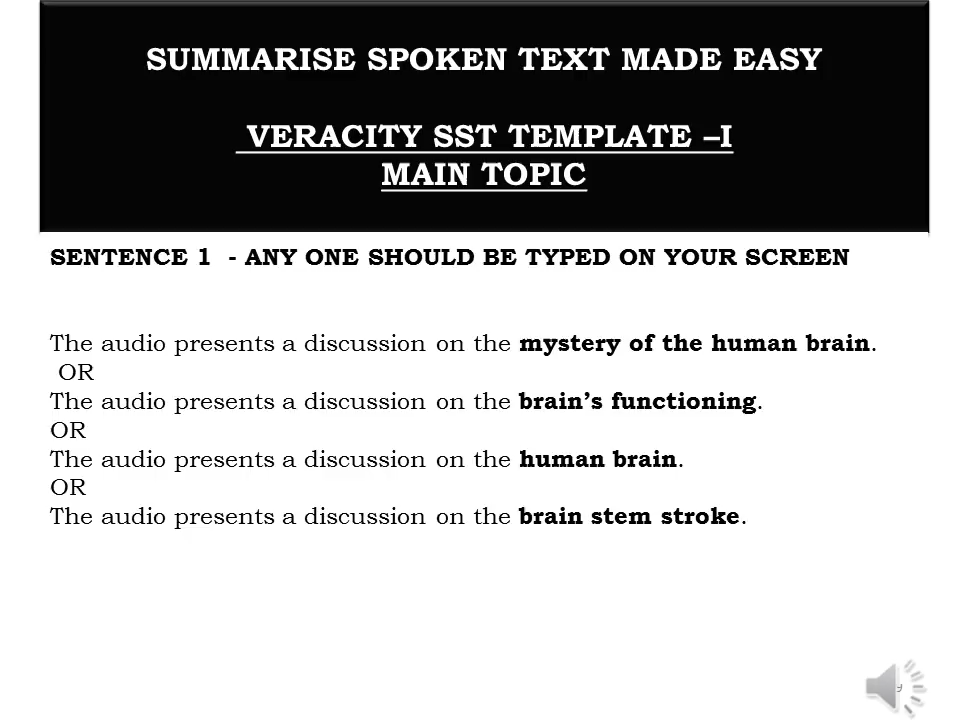 SUMMARISE SPOKEN TEXT MADE EASY
VERACITY SST TEMPLATE –I
MAIN TOPIC
SENTENCE 1 - ANY ONE SHOULD BE TYPED ON YOUR SCREEN
The audio presents a discussion on the mystery of the human brain.
OR
The audio presents a discussion on the brain’s functioning.
OR
The audio presents a discussion on the human brain.
OR
The audio presents a discussion on the brain stem stroke.